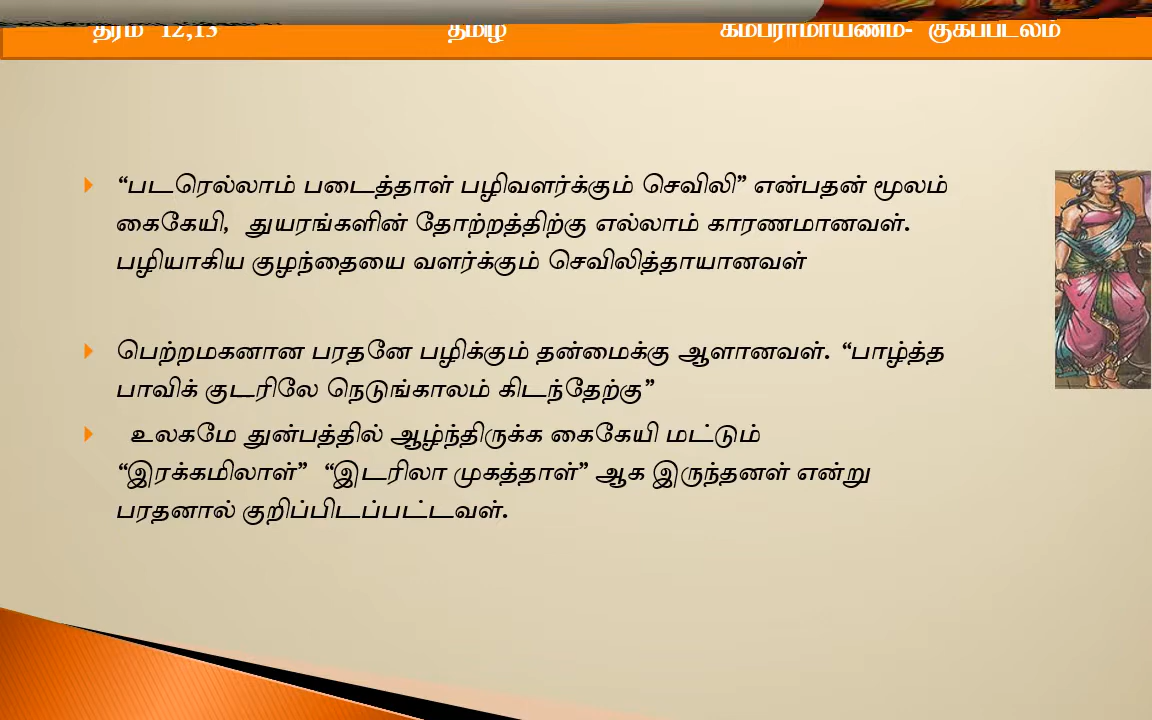 தரம் 12,13 தமிழ் கம்பராமாயணம்- குகப்படலம்
“படரெல்லாம் படைத்தாள் பழிவளர்க்கும் செவிலி” என்பதன் மூலம்
கைகேயி, துயரங்களின் தோற்றத்திற்கு எல்லாம் காரணமானவள்.
பழியாகிய குழந்தையை வளர்க்கும் செவிலித்தாயானவள்
பெற்றமகனான பரதனே பழிக்கும் தன்மைக்கு ஆளானவள். “பாழ்த்த
பாவிக் குடரிலே நெடுங்காலம் கிடந்தேற்கு”
உலகமே துன்பத்தில் ஆழ்ந்திருக்க கைகேயி மட்டும்
“இரக்கமிலாள்” “இடரிலா முகத்தாள்” ஆக இருந்தனள் என்று
பரதனால் குறிப்பிடப்பட்டவள்.